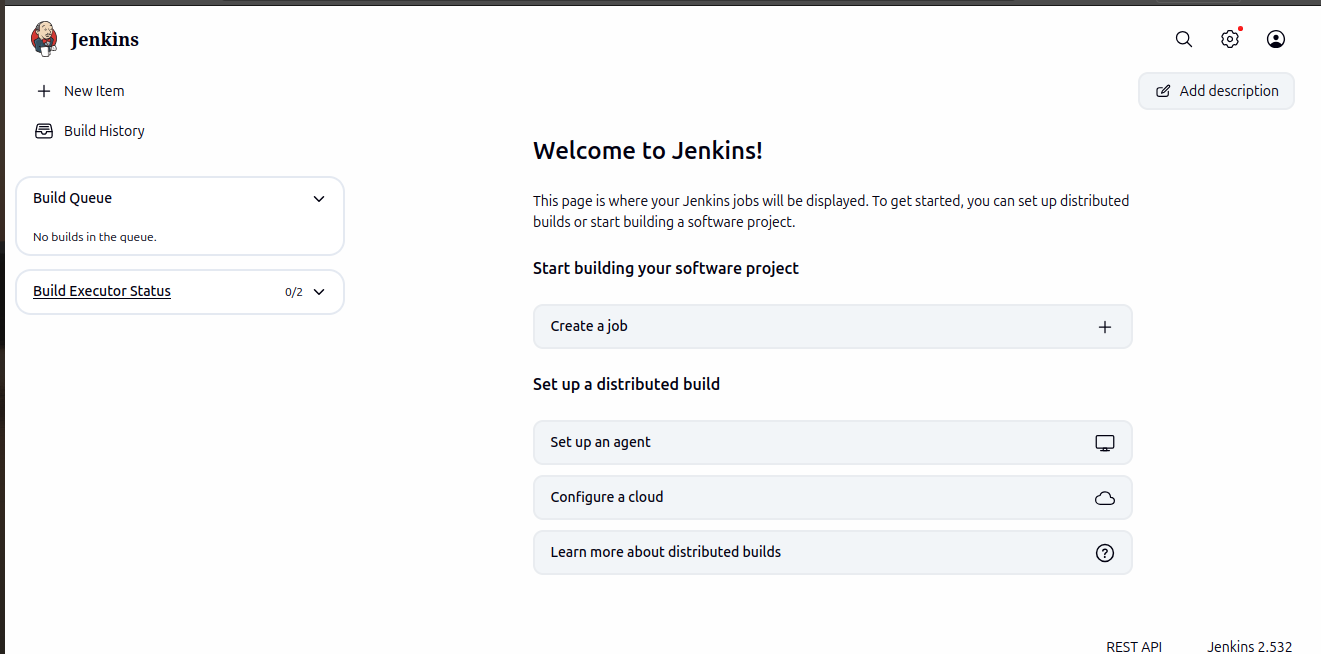 Jenkins
New Item
Build History
Add description
Build Queue
No builds in the queue.
Build Executor Status 0/2
Welcome to Jenkins!
This page is where your Jenkins jobs will be displayed. To get started, you can set up distributed
builds or start building a software project.
Start building your software project
Create a job
Set up a distributed build
Set up an agent
Configure a cloud
Learn more about distributed builds
REST API Jenkins 2.532